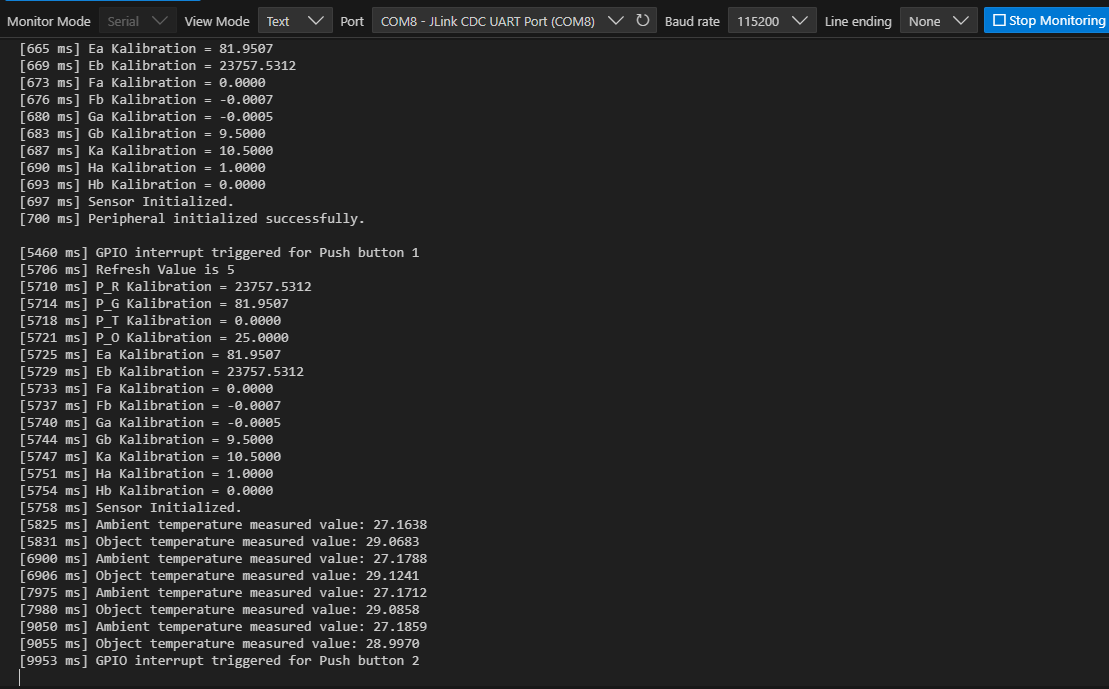 Monitor Mode Serial View Mode Text Port COM8 - JLink CDC UART Port (COM8) Baud rate 115200 Line ending None Stop Monitoring
[665 ms] Ea Kalibration = 81.9507
[669 ms] Eb Kalibration = 23757.5312
[673 ms] Fa Kalibration = 0.0000
[676 ms] Fb Kalibration = -0.0007
[680 ms] Ga Kalibration = -0.0005
[683 ms] Gb Kalibration = 9.5000
[687 ms] Ka Kalibration = 10.5000
[690 ms] Ha Kalibration = 1.0000
[693 ms] Hb Kalibration = 0.0000
[697 ms] Sensor Initialized.
[700 ms] Peripheral initialized successfully.
[5460 ms] GPIO interrupt triggered for Push button 1
[5706 ms] Refresh Value is 5
[5710 ms] P_R Kalibration = 23757.5312
[5714 ms] P_G Kalibration = 81.9507
[5718 ms] P_T Kalibration = 0.0000
[5721 ms] P_O Kalibration = 25.0000
[5725 ms] Ea Kalibration = 81.9507
[5729 ms] Eb Kalibration = 23757.5312
[5733 ms] Fa Kalibration = 0.0000
[5737 ms] Fb Kalibration = -0.0007
[5740 ms] Ga Kalibration = -0.0005
[5744 ms] Gb Kalibration = 9.5000
[5747 ms] Ka Kalibration = 10.5000
[5751 ms] Ha Kalibration = 1.0000
[5754 ms] Hb Kalibration = 0.0000
[5758 ms] Sensor Initialized.
[5825 ms] Ambient temperature measured value: 27.1638
[5831 ms] Object temperature measured value: 29.0683
[6900 ms] Ambient temperature measured value: 27.1788
[6906 ms] Object temperature measured value: 29.1241
[7975 ms] Ambient temperature measured value: 27.1712
[7980 ms] Object temperature measured value: 29.0858
[9050 ms] Ambient temperature measured value: 27.1859
[9055 ms] Object temperature measured value: 28.9970
[9953 ms] GPIO interrupt triggered for Push button 2